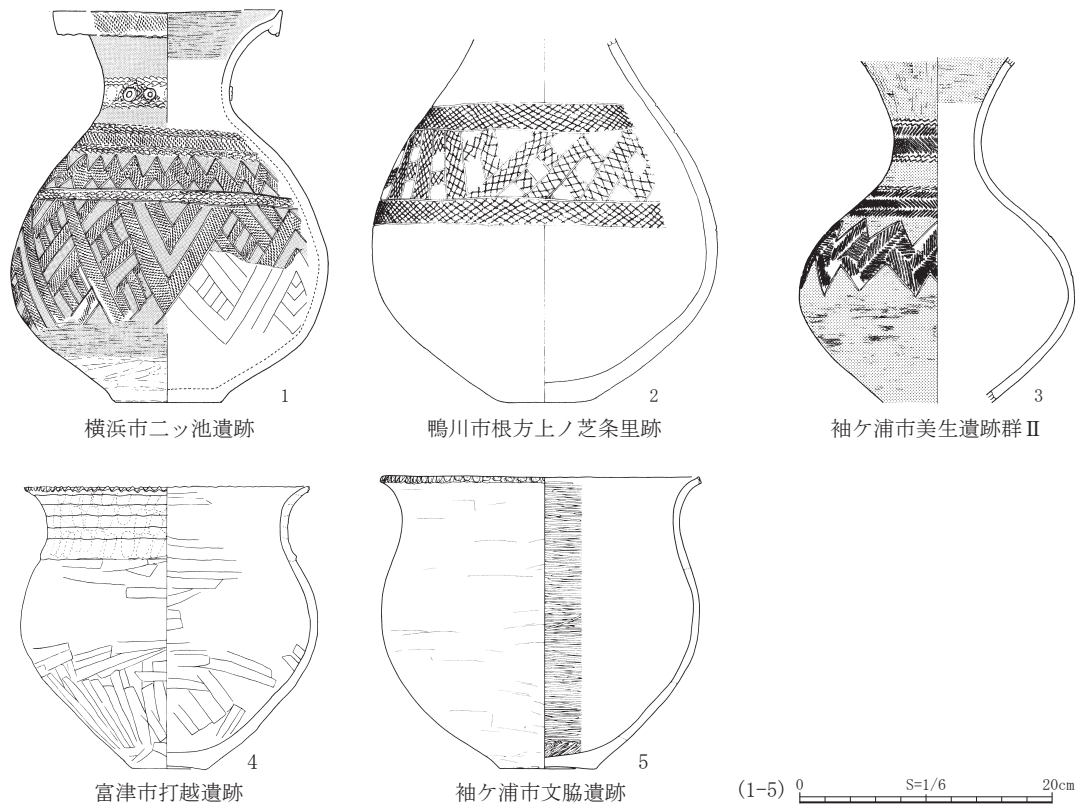 1
横浜市二ッ池遺跡
2
鴨川市根方上ノ芝条里跡
3
袖ケ浦市美生遺跡群Ⅱ
4
富津市打越遺跡
5
袖ケ浦市文脇遺跡
(1-5) 0 S=1/6 20cm